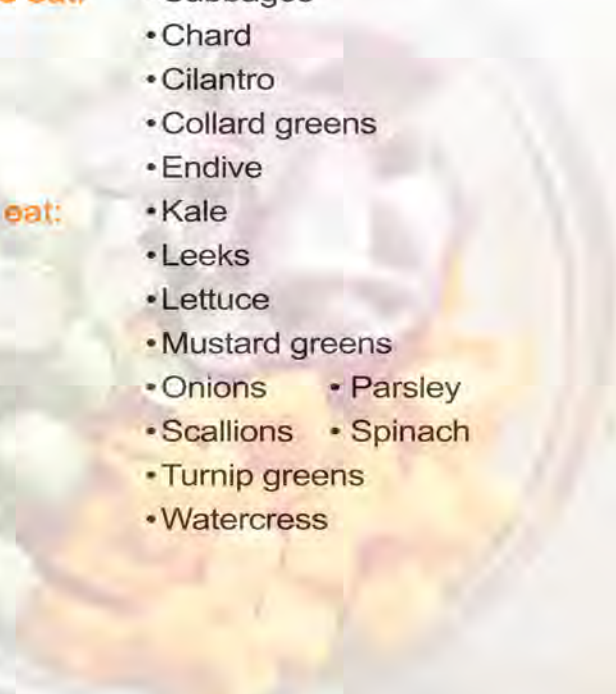 • Chard
• Cilantro
• Collard greens
• Endive
eat: • Kale
• Leeks
• Lettuce
• Mustard greens
• Onions • Parsley
• Scallions • Spinach
• Turnip greens
• Watercress